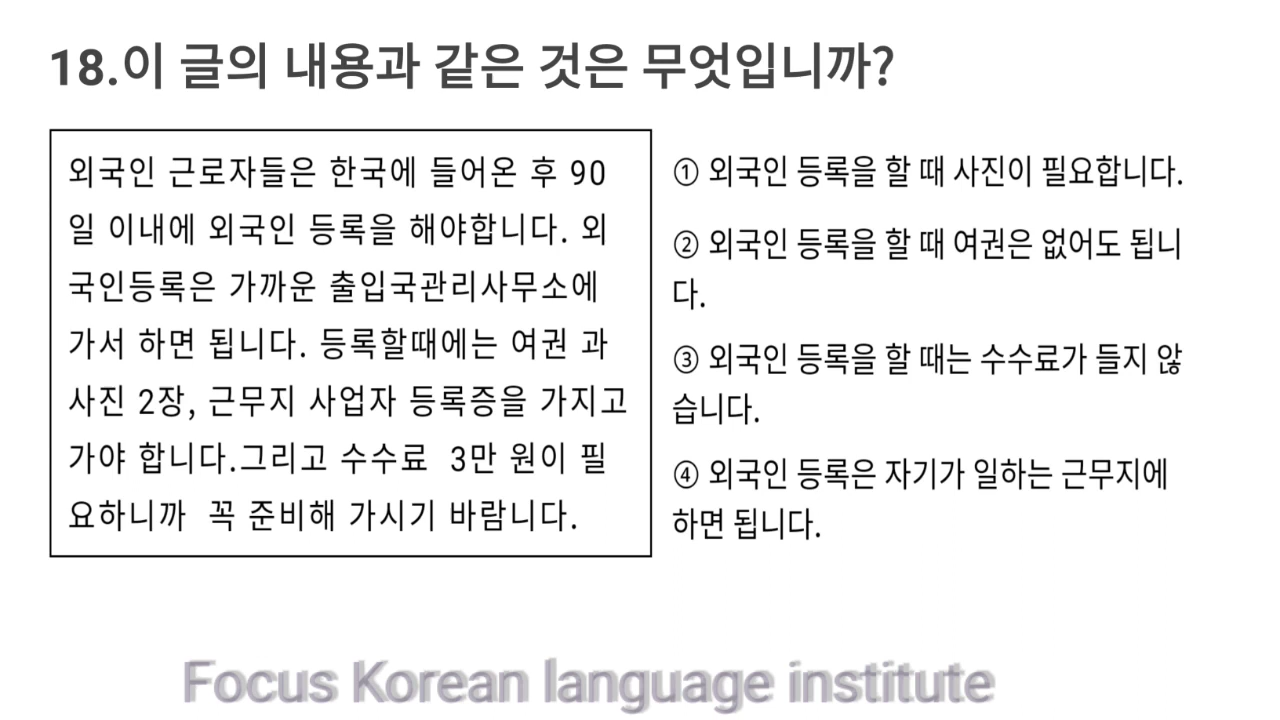 18.이 글의 내용과 같은 것은 무엇입니까?
외국인 근로자들은 한국에 들어온 후 90
일 이내에 외국인 등록을 해야합니다. 외
국인등록은 가까운 출입국관리사무소에
가서 하면 됩니다. 등록할때에는 여권 과
사진 2장, 근무지 사업자 등록증을 가지고
가야 합니다.그리고 수수료 3만 원이 필
요하니까 꼭 준비해 가시기 바람니다.
① 외국인 등록을 할 때 사진이 필요합니다.
② 외국인 등록을 할 때 여권은 없어도 됩니
다.
③ 외국인 등록을 할 때는 수수료가 들지 않
습니다.
④ 외국인 등록은 자기가 일하는 근무지에
하면 됩니다.
Focus Korean language institute